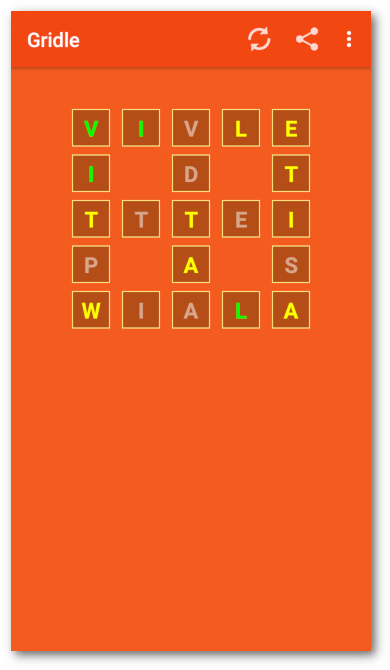 Gridle
V I V L E
I D T
T T T E I
P A S
W I A L A